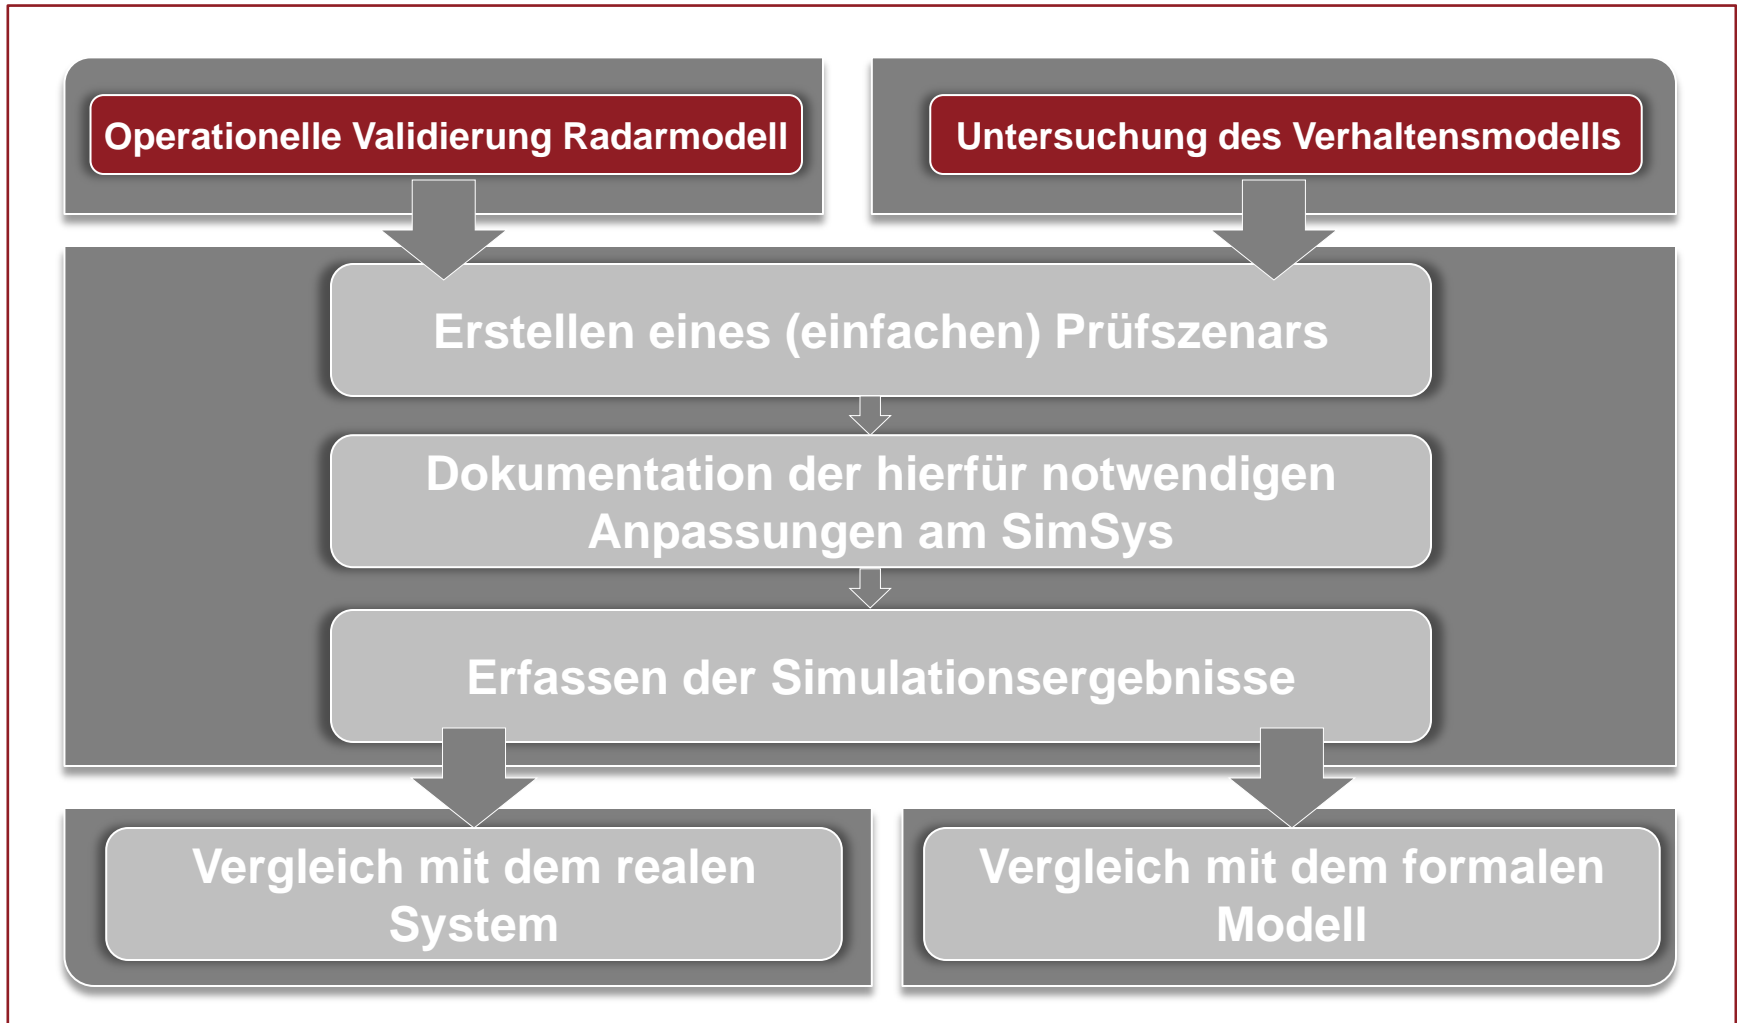 Operationelle Validierung Radarmodell
Untersuchung des Verhaltensmodells
Erstellen eines (einfachen) Prüfszenars
Dokumentation der hierfür notwendigen
Anpassungen am SimSys
Erfassen der Simulationsergebnisse
Vergleich mit dem realen
System
Vergleich mit dem formalen
Modell